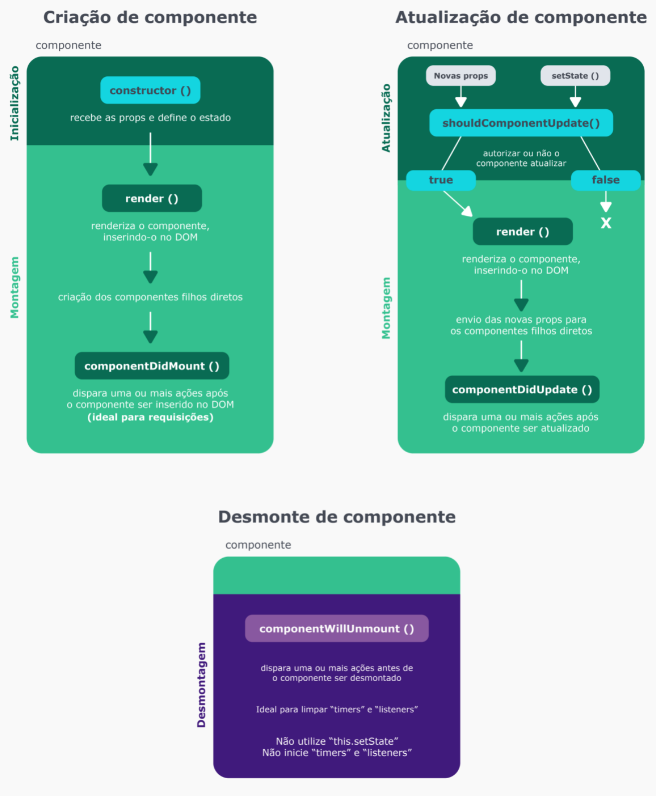 Criação de componente
componente
Inicialização
constructor ()
recebe as props e define o estado
Montagem
render ()
renderiza o componente,
inserindo-o no DOM
criação dos componentes filhos diretos
componentDidMount ()
dispara uma ou mais ações após
o componente ser inserido no DOM
(ideal para requisições)
Atualização de componente
componente
Atualização
Novas props
setState ()
shouldComponentUpdate()
autorizar ou não o
componente atualizar
true
false
X
Montagem
render ()
renderiza o componente,
inserindo-o no DOM
envio das novas props para
os componentes filhos diretos
componentDidUpdate ()
dispara uma ou mais ações após
o componente ser atualizado
Desmonte de componente
componente
Desmontagem
componentWillUnmount ()
dispara uma ou mais ações antes de
o componente ser desmontado
Ideal para limpar “timers” e “listeners”
Não utilize “this.setState”
Não inicie “timers” e “listeners”